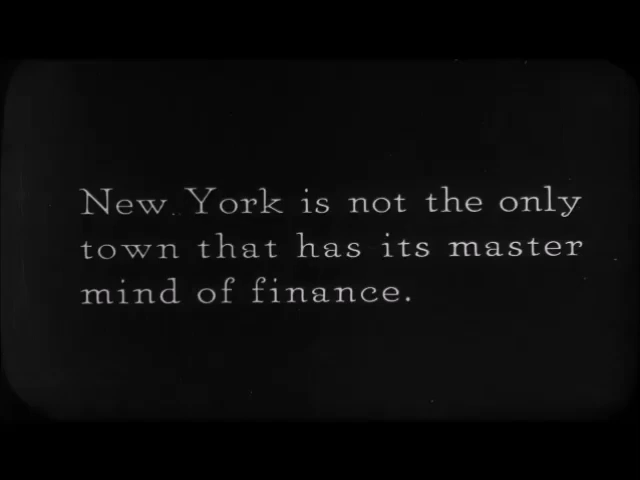 New York is not the only
town that has its master
mind of finance.